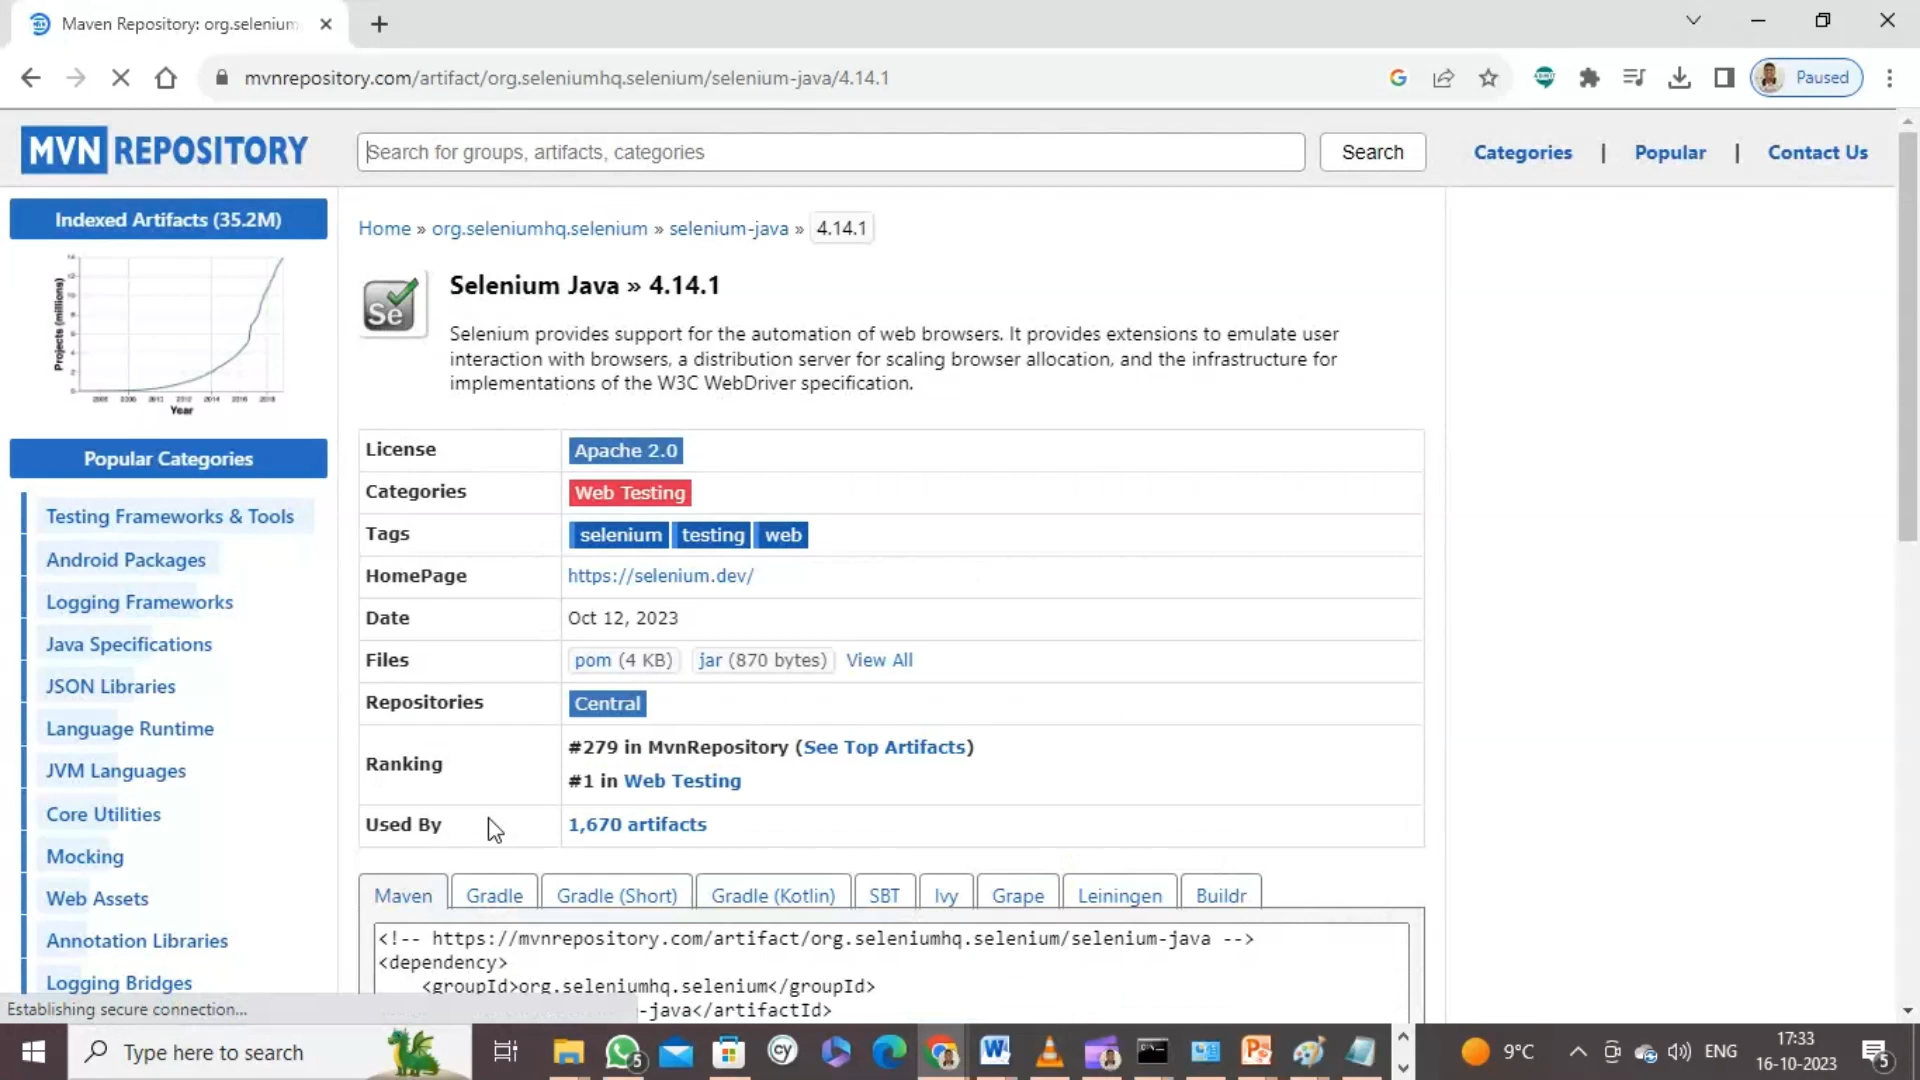 Maven Repository: org.selenium
mvnrepository.com/artifact/org.seleniumhq.selenium/selenium-java/4.14.1
Paused
MVN REPOSITORY
Search for groups, artifacts, categories
Search
Categories | Popular | Contact Us
Indexed Artifacts (35.2M)
Projects (millions)
Year
Popular Categories
Testing Frameworks & Tools
Android Packages
Logging Frameworks
Java Specifications
JSON Libraries
Language Runtime
JVM Languages
Core Utilities
Mocking
Web Assets
Annotation Libraries
Logging Bridges
Home » org.seleniumhq.selenium » selenium-java » 4.14.1
Se
Selenium Java » 4.14.1
Selenium provides support for the automation of web browsers. It provides extensions to emulate user
interaction with browsers, a distribution server for scaling browser allocation, and the infrastructure for
implementations of the W3C WebDriver specification.
License Apache 2.0
Categories Web Testing
Tags selenium testing web
HomePage https://selenium.dev/
Date Oct 12, 2023
Files pom (4 KB) jar (870 bytes) View All
Repositories Central
Ranking #279 in MvnRepository (See Top Artifacts)
#1 in Web Testing
Used By 1,670 artifacts
Maven Gradle Gradle (Short) Gradle (Kotlin) SBT Ivy Grape Leiningen Buildr
<!-- https://mvnrepository.com/artifact/org.seleniumhq.selenium/selenium-java -->
<dependency>
<groupId>org.seleniumhq.selenium</groupId>
-java</artifactId>
Establishing secure connection...
Type here to search
5
cy
9°C
ENG
17:33
16-10-2023
5